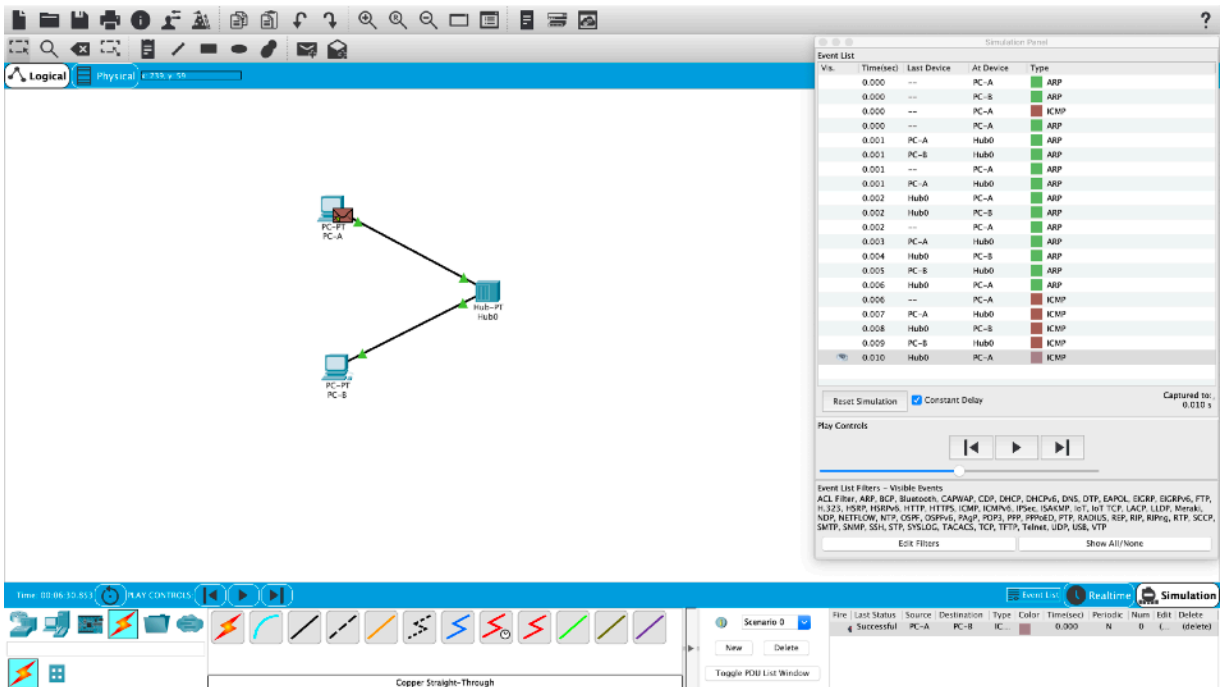 ?
Logical
Physical
x: 739, y: 59
PC-PT
PC-A
Hub-PT
Hub0
PC-PT
PC-B
Simulation Panel
Event List
Vis. Time(sec) Last Device At Device Type
0.000 -- PC-A ARP
0.000 -- PC-B ARP
0.000 -- PC-A ICMP
0.000 -- PC-A ARP
0.001 PC-A Hub0 ARP
0.001 PC-B Hub0 ARP
0.001 -- PC-A ARP
0.001 PC-A Hub0 ARP
0.002 Hub0 PC-A ARP
0.002 Hub0 PC-B ARP
0.002 -- PC-A ARP
0.003 PC-A Hub0 ARP
0.004 Hub0 PC-B ARP
0.005 PC-B Hub0 ARP
0.006 Hub0 PC-A ARP
0.006 -- PC-A ICMP
0.007 PC-A Hub0 ICMP
0.008 Hub0 PC-B ICMP
0.009 PC-B Hub0 ICMP
0.010 Hub0 PC-A ICMP
Reset Simulation Constant Delay Captured to:
0.010 s
Play Controls
Event List Filters - Visible Events
ACL Filter, ARP, BGP, Bluetooth, CAPWAP, CDP, DHCP, DHCPv6, DNS, DTP, EAPOL, EIGRP, EIGRPv6, FTP,
H.323, HSRP, HSRPv6, HTTP, HTTPS, ICMP, ICMPv6, IPSec, ISAKMP, IoT, IoT TCP, LACP, LLDP, Meraki,
NDP, NETFLOW, NTP, OSPF, OSPFv6, PAgP, POP3, PPP, PPPoED, PTP, RADIUS, REP, RIP, RIPng, RTP, SCCP,
SMTP, SNMP, SSH, STP, SYSLOG, TACACS, TCP, TFTP, Telnet, UDP, USB, VTP
Edit Filters Show All/None
Time: 00:06:30.853 PLAY CONTROLS:
Event List Realtime Simulation
Scenario 0
New Delete
Toggle PDU List Window
Fire Last Status Source Destination Type Color Time(sec) Periodic Num Edit Delete
Successful PC-A PC-B IC... 0.000 N 0 (... (delete)
Copper Straight-Through